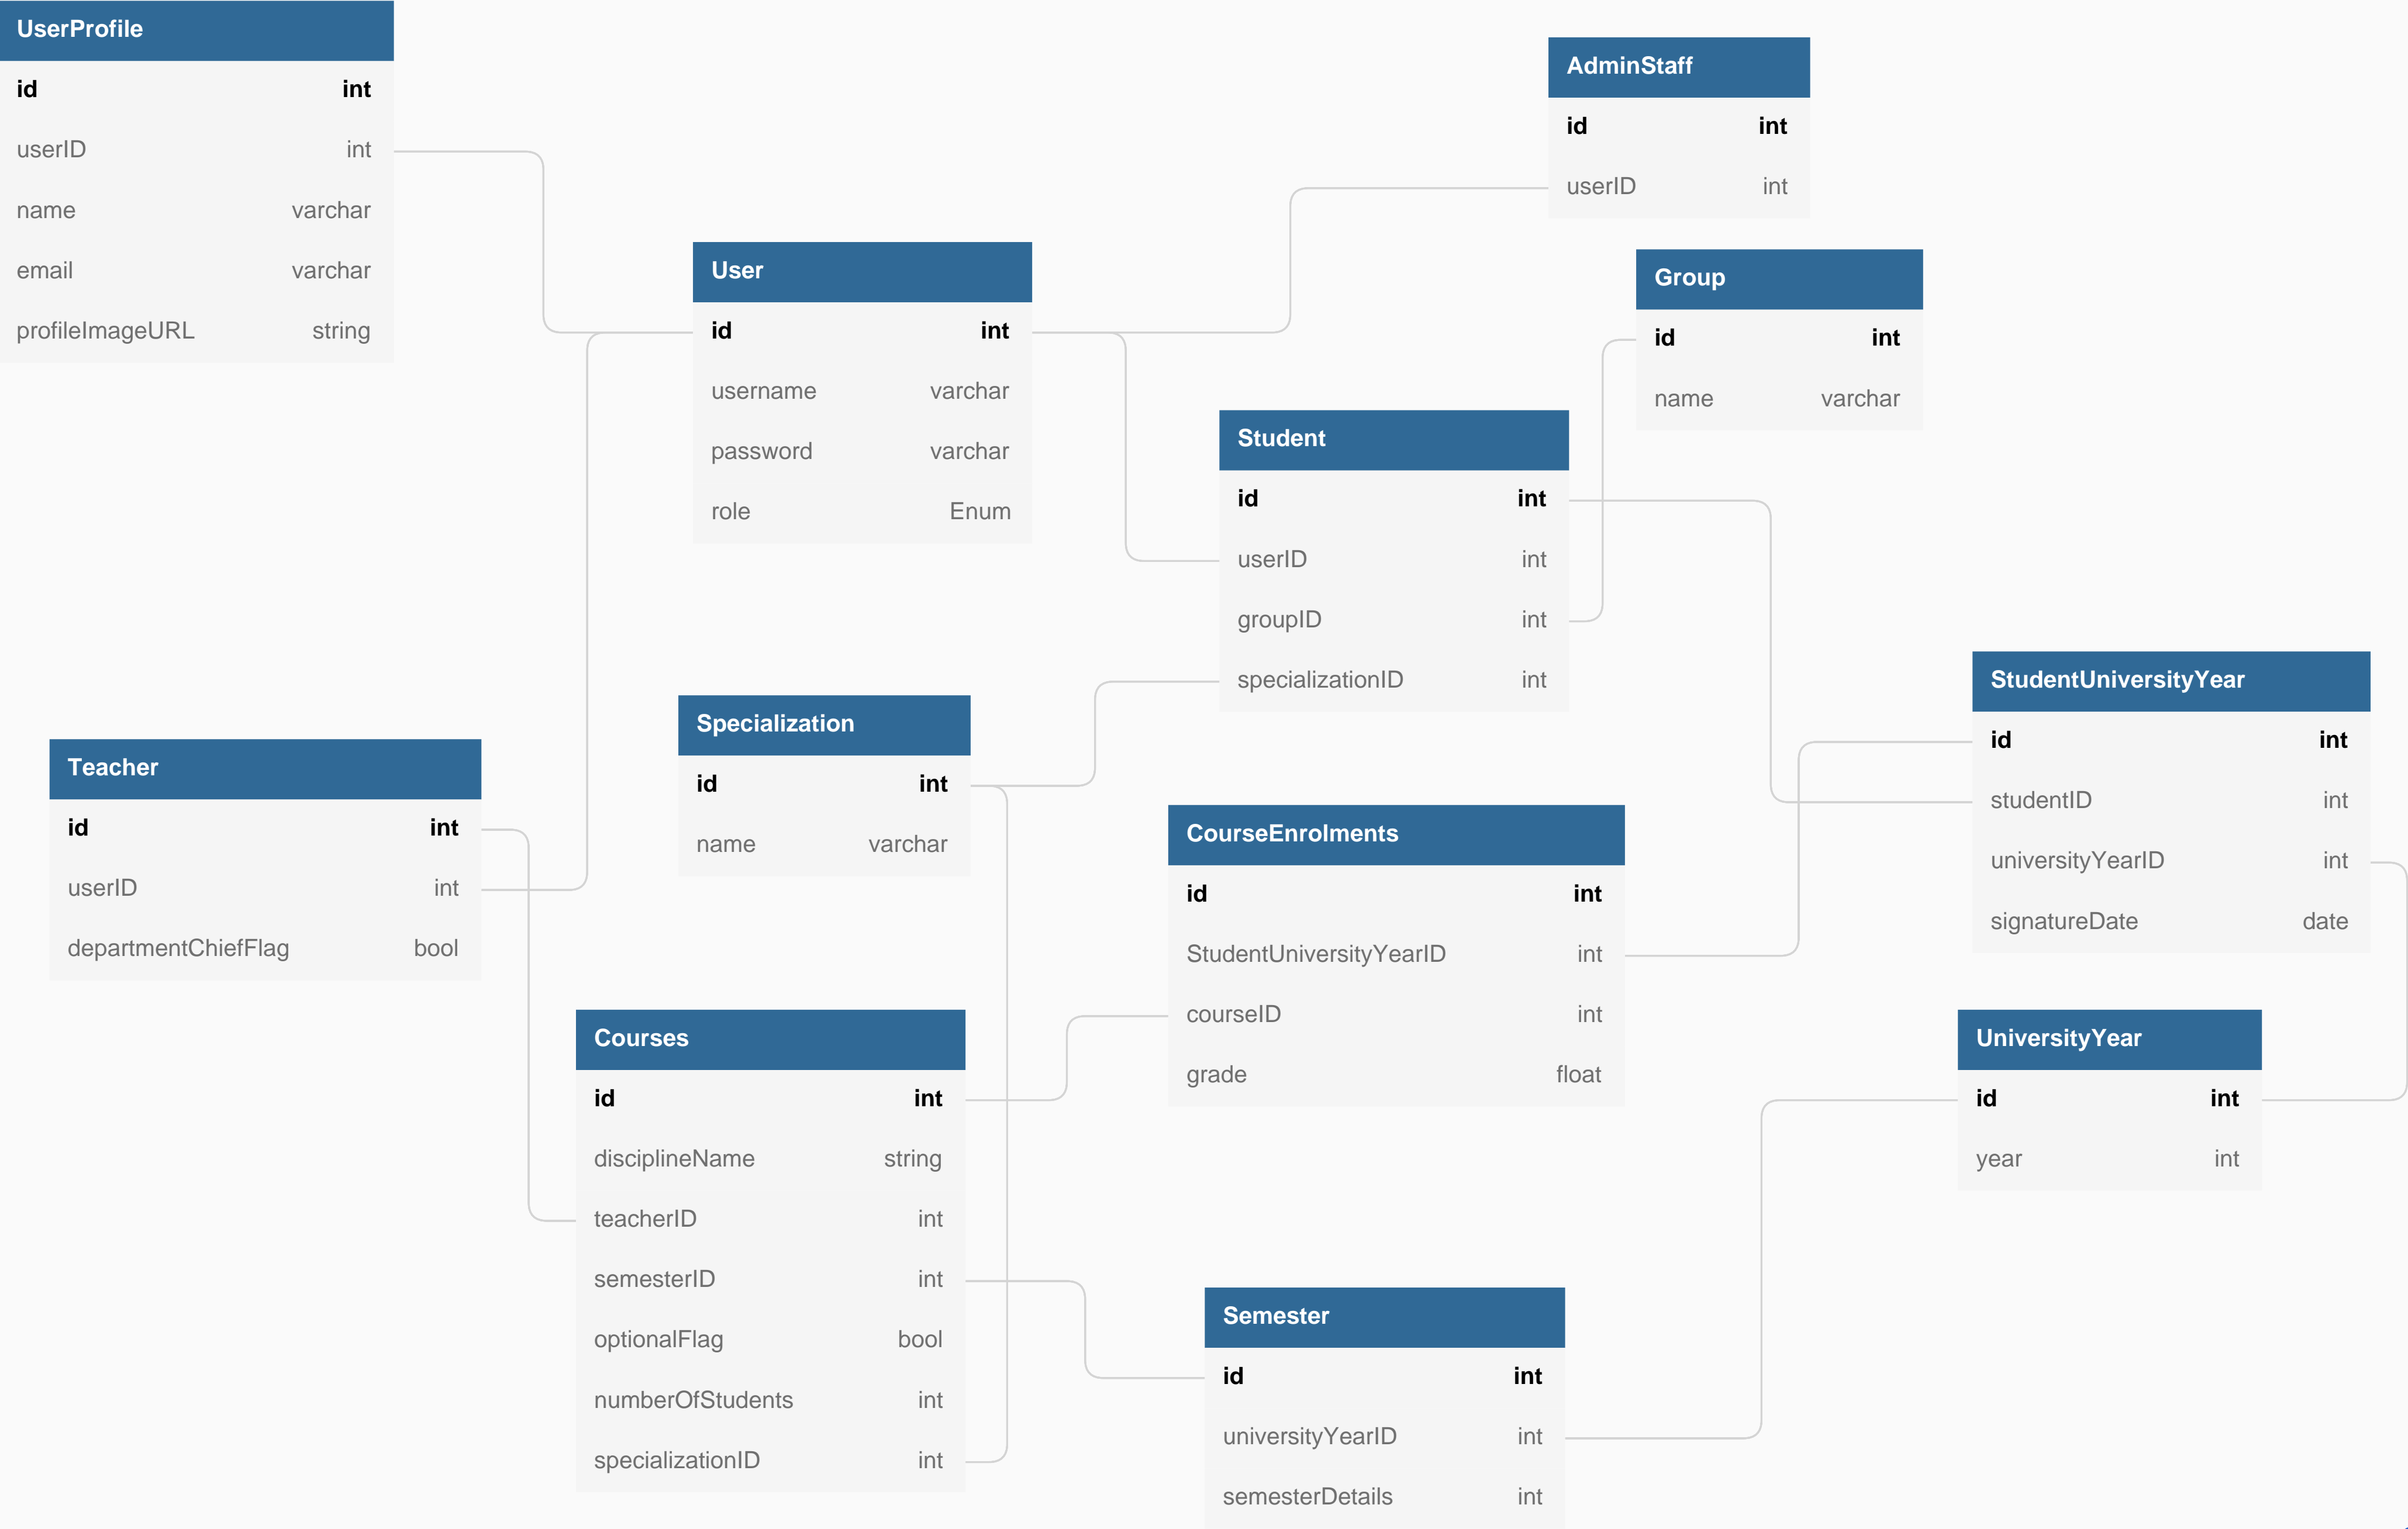 UserProfile
id int
userID int
name varchar
email varchar
profileImageURL string
AdminStaff
id int
userID int
User
id int
username varchar
password varchar
role Enum
Group
id int
name varchar
Student
id int
userID int
groupID int
specializationID int
StudentUniversityYear
id int
studentID int
universityYearID int
signatureDate date
Specialization
id int
name varchar
Teacher
id int
userID int
departmentChiefFlag bool
CourseEnrolments
id int
StudentUniversityYearID int
courseID int
grade float
Courses
id int
disciplineName string
teacherID int
semesterID int
optionalFlag bool
numberOfStudents int
specializationID int
UniversityYear
id int
year int
Semester
id int
universityYearID int
semesterDetails int